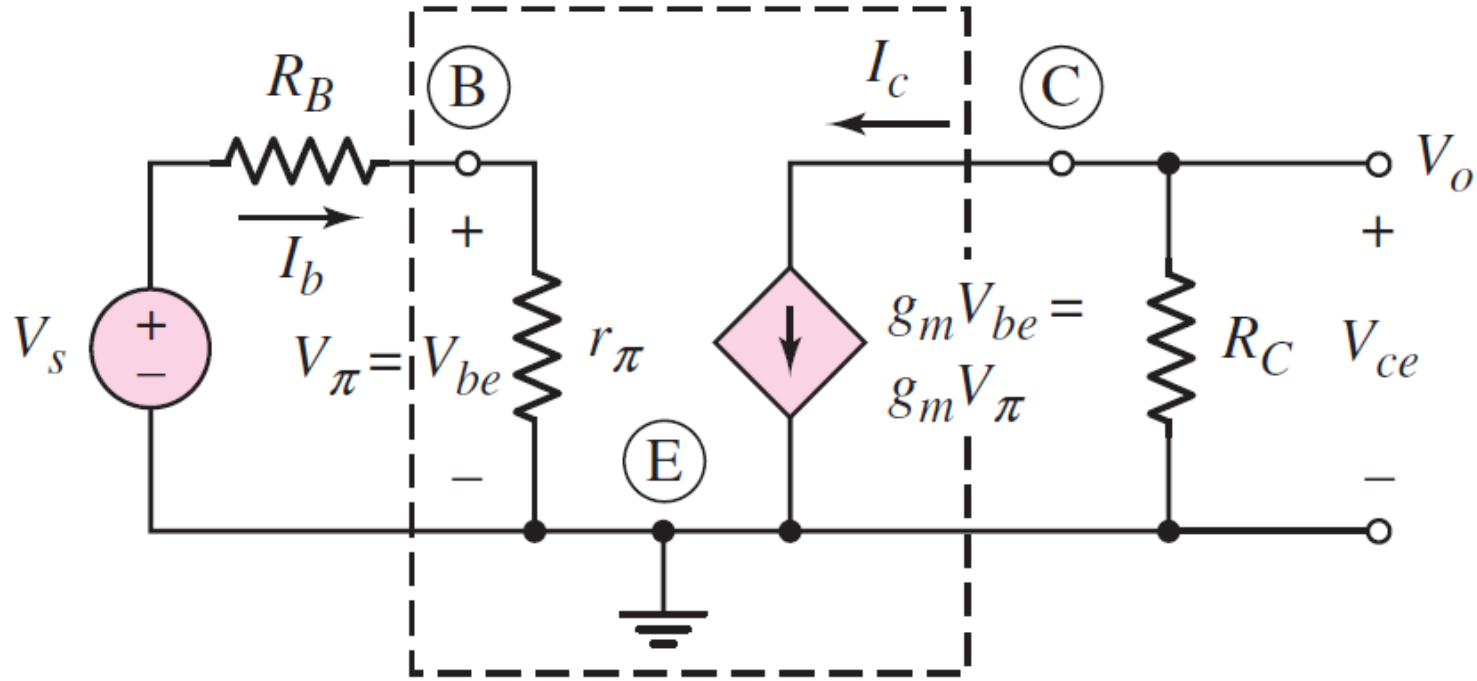 R_B
B
I_c
C
V_o
+
I_b
+
V_s
+
−
V_π = V_be
r_π
g_m V_be =
g_m V_π
R_C
V_ce
E
−
−